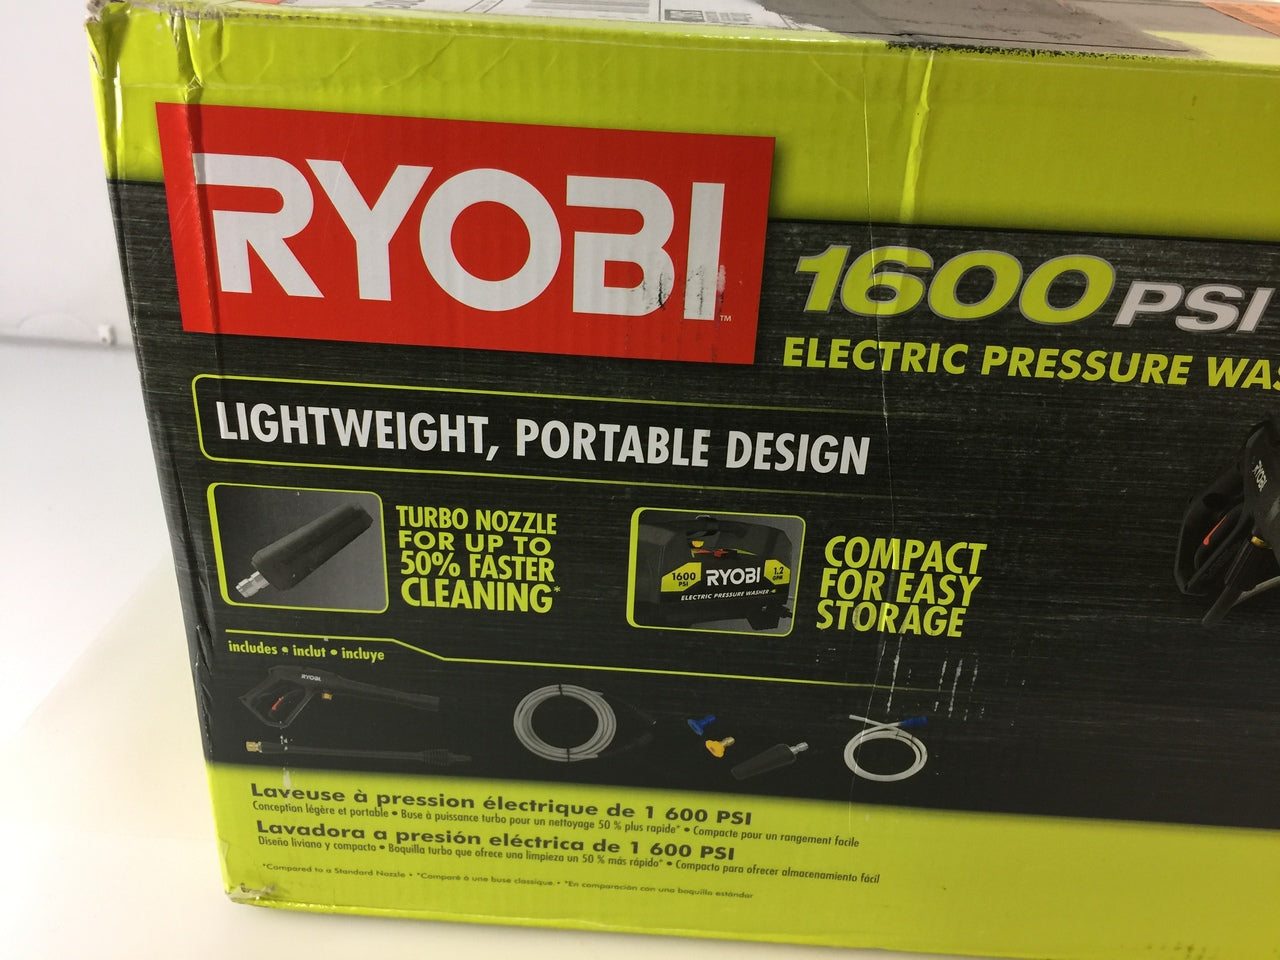 RYOBI™
1600 PSI
ELECTRIC PRESSURE
LIGHTWEIGHT, PORTABLE DESIGN
TURBO NOZZLE
FOR UP TO
50% FASTER
CLEANING*
1600
PSI
RYOBI
1.2
GPM
ELECTRIC PRESSURE WASHER
COMPACT
FOR EASY
STORAGE
RYOBI
includes • inclut • incluye
RYOBI
Laveuse à pression électrique de 1 600 PSI
Conception légère et portable • Buse à puissance turbo pour un nettoyage 50 % plus rapide* • Compacte pour un rangement facile
Lavadora a presión eléctrica de 1 600 PSI
Diseño liviano y compacto • Boquilla turbo que ofrece una limpieza un 50 % más rápido* • Compacto para ofrecer almacenamiento fácil
*Compared to a Standard Nozzle • *Comparé à une buse classique • *En comparación con una boquilla estándar